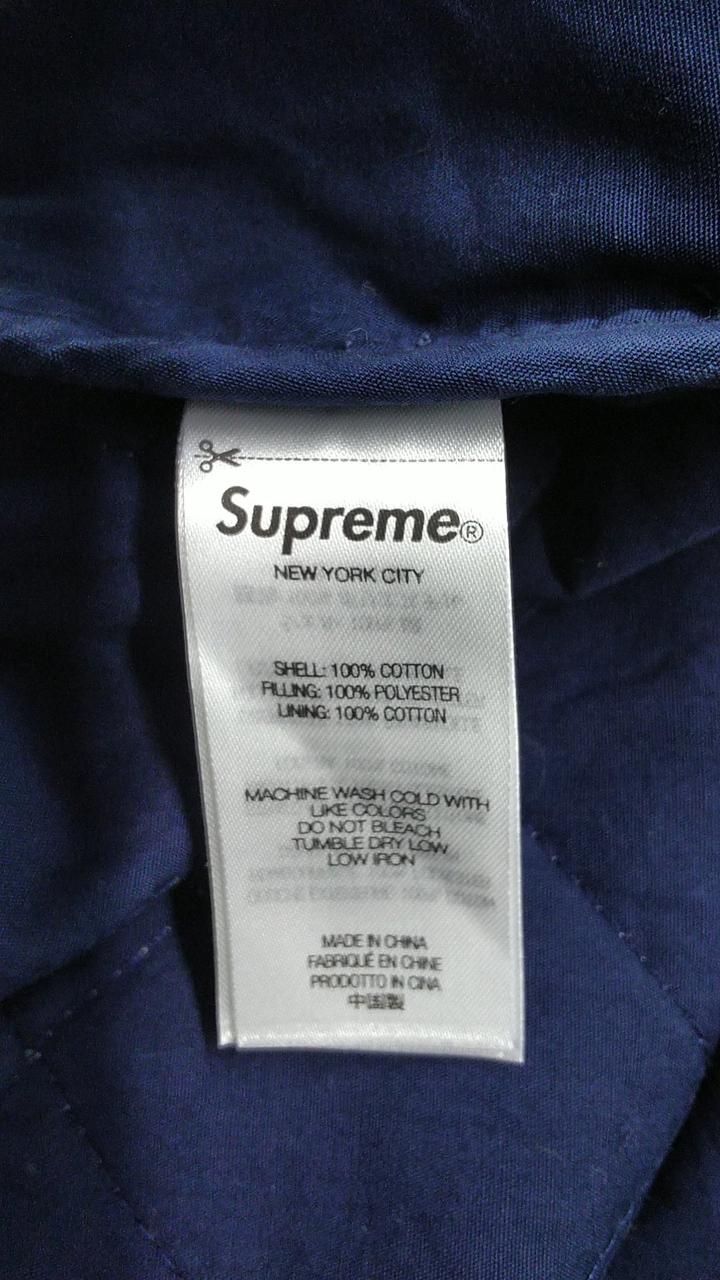 Supreme®
NEW YORK CITY
SHELL: 100% COTTON
FILLING: 100% POLYESTER
LINING: 100% COTTON
MACHINE WASH COLD WITH
LIKE COLORS
DO NOT BLEACH
TUMBLE DRY LOW
LOW IRON
MADE IN CHINA
FABRIQUÉ EN CHINE
PRODOTTO IN CINA
中国製